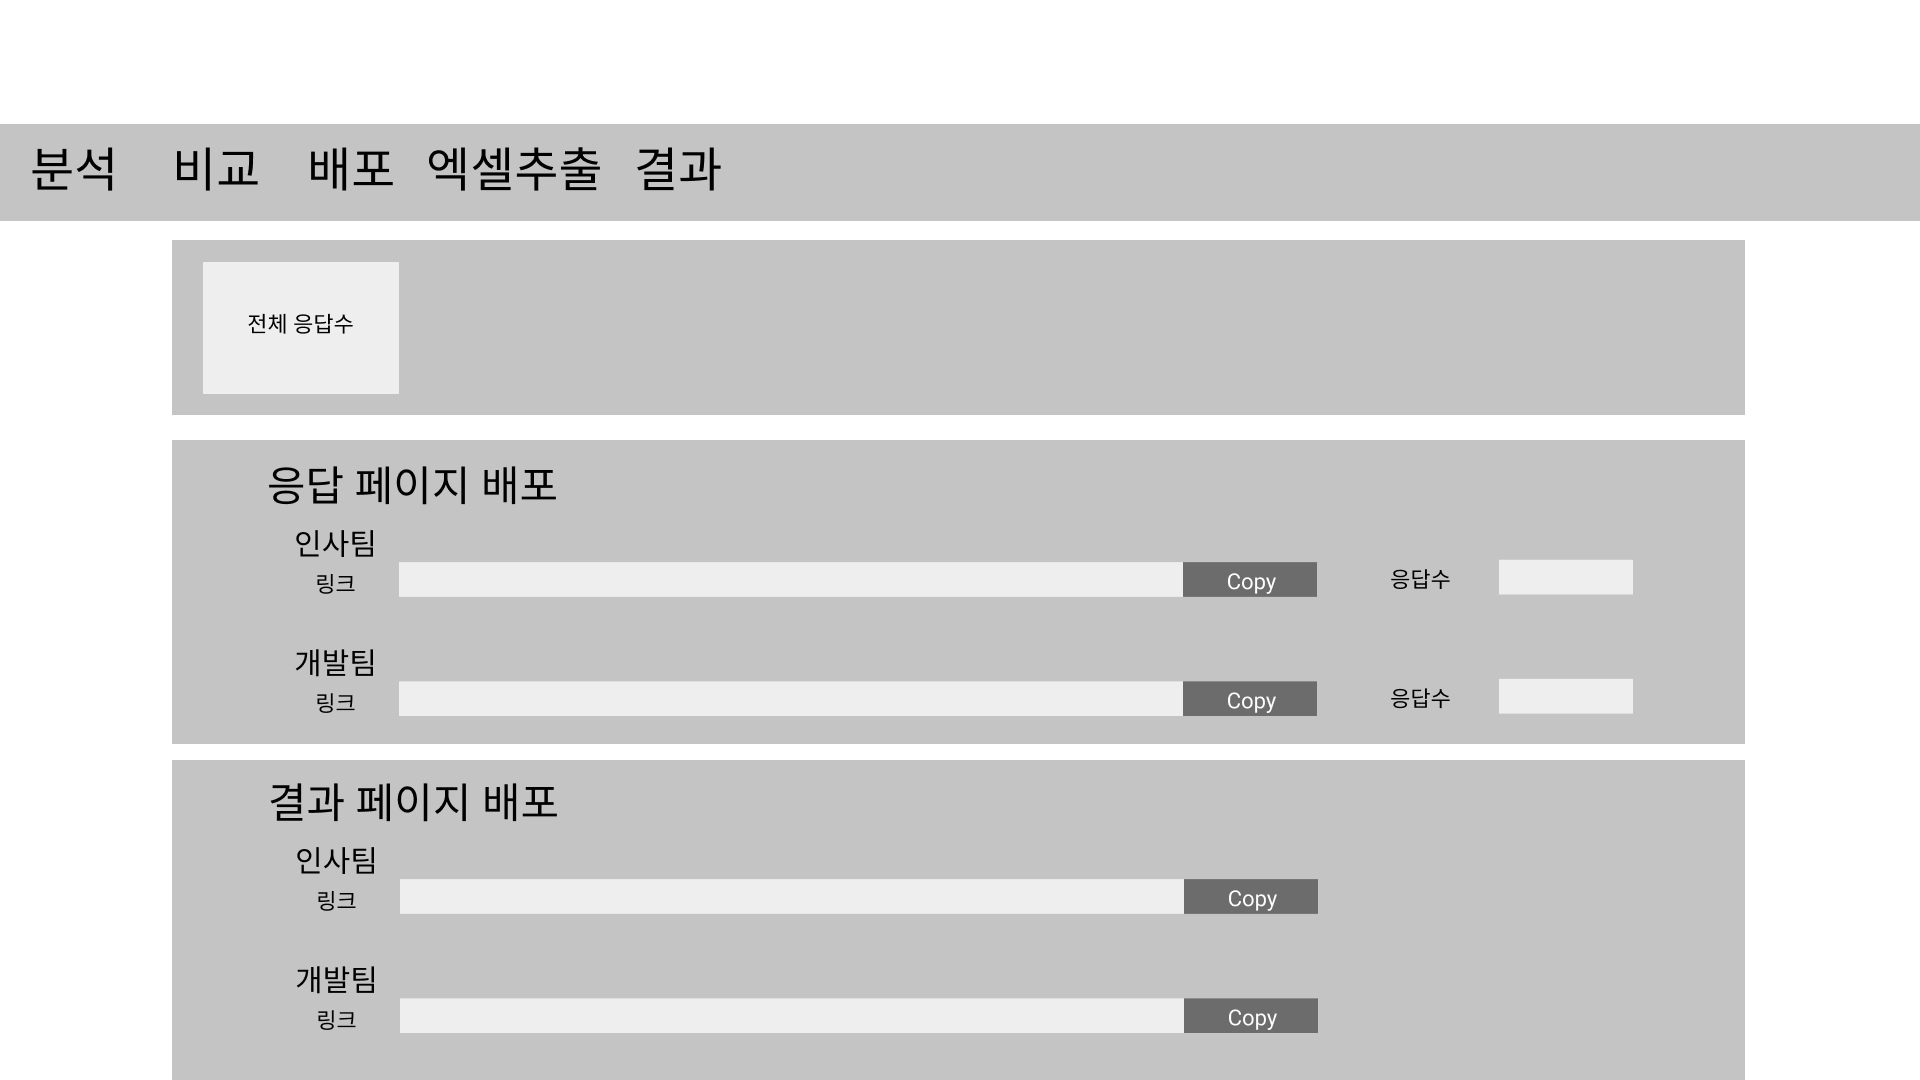 분석 비교 배포 엑셀추출 결과
전체 응답수
응답 페이지 배포
인사팀
링크 Copy 응답수
개발팀
링크 Copy 응답수
결과 페이지 배포
인사팀
링크 Copy
개발팀
링크 Copy